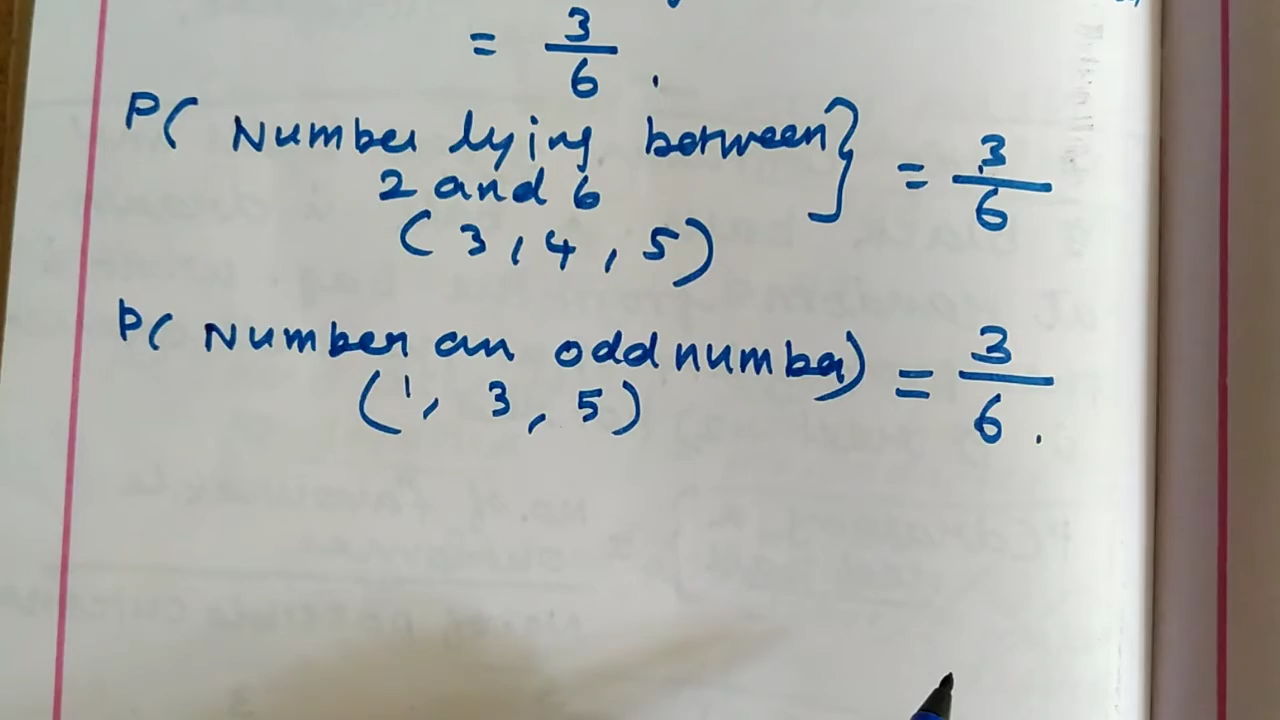 = 3/6 .
P( Number lying between }
2 and 6 = 3/6
( 3, 4, 5 )
P( Number an odd number) = 3/6 .
( 1, 3, 5 )